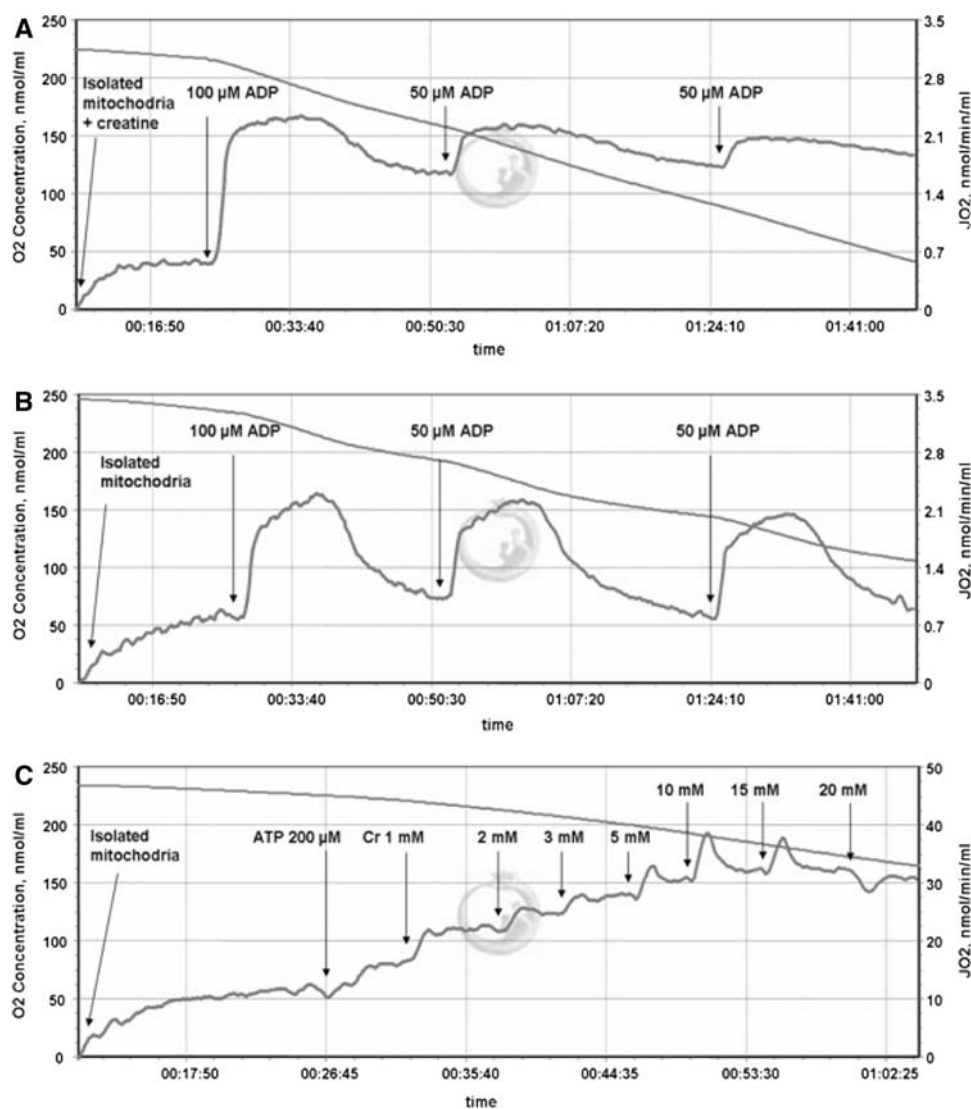 A
O2 Concentration, nmol/ml
250
200
150
100
50
0
Isolated
mitochodria
+ creatine
100 µM ADP
50 µM ADP
50 µM ADP
3.5
2.8
2.1
1.4
0.7
0
JO2, nmol/min/ml
00:16:50
00:33:40
00:50:30
01:07:20
01:24:10
01:41:00
time
B
O2 Concentration, nmol/ml
250
200
150
100
50
0
Isolated
mitochodria
100 µM ADP
50 µM ADP
50 µM ADP
3.5
2.8
2.1
1.4
0.7
0
JO2, nmol/min/ml
00:16:50
00:33:40
00:50:30
01:07:20
01:24:10
01:41:00
time
C
O2 Concentration, nmol/ml
250
200
150
100
50
0
Isolated
mitochodria
ATP 200 µM
Cr 1 mM
2 mM
3 mM
5 mM
10 mM
15 mM
20 mM
50
40
30
20
10
0
JO2, nmol/min/ml
00:17:50
00:26:45
00:35:40
00:44:35
00:53:30
01:02:25
time